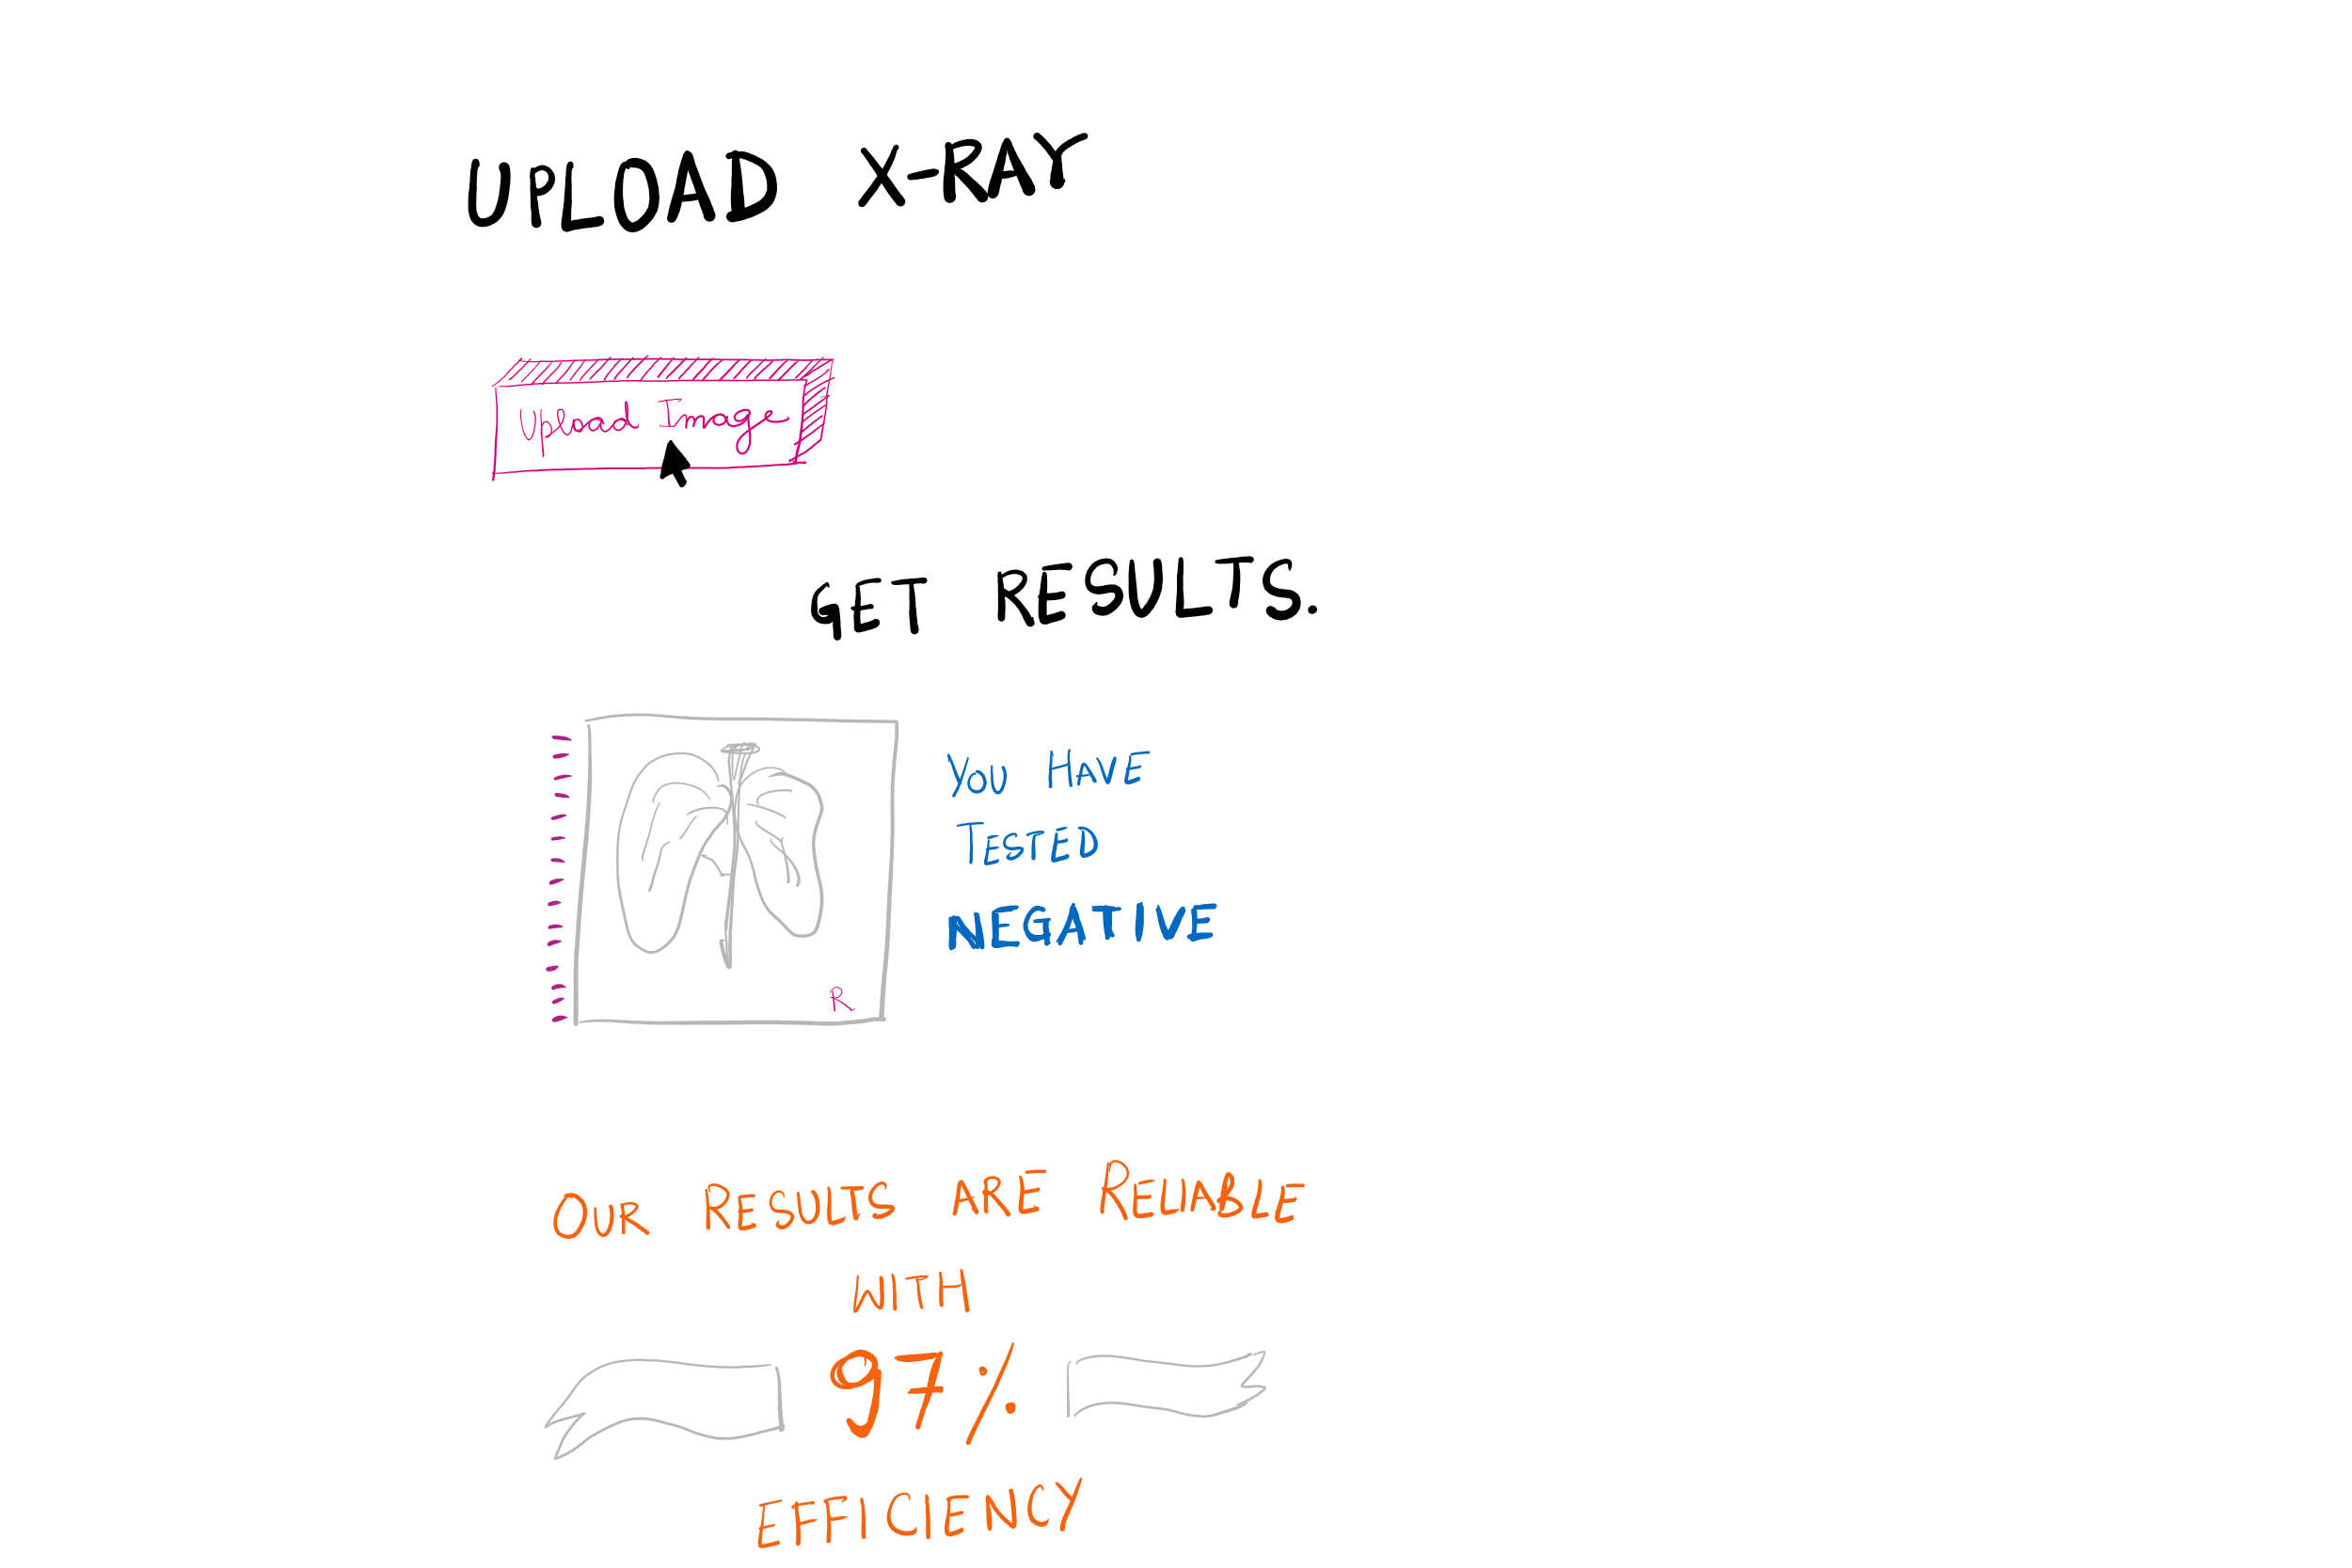 UPLOAD X-RAY
Upload Image
GET RESULTS.
YOU HAVE
TESTED
NEGATIVE
R.
OUR RESULTS ARE RELIABLE
WITH
97%
EFFICIENCY